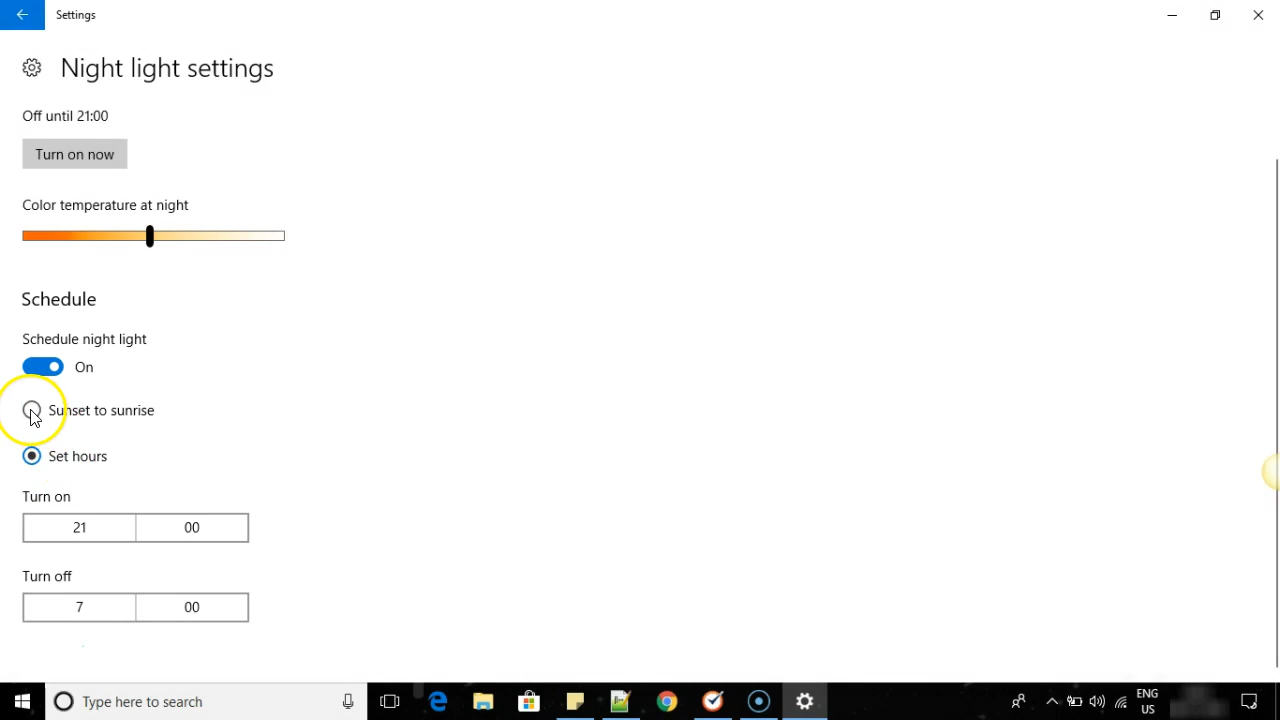 Settings
Night light settings
Off until 21:00
Turn on now
Color temperature at night
Schedule
Schedule night light
On
Sunset to sunrise
Set hours
Turn on
21 00
Turn off
7 00
Type here to search
ENG
US